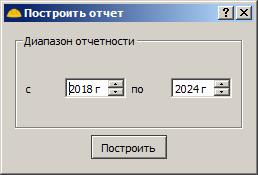 Построить отчет
Диапазон отчетности
с 2018 г по 2024 г
Построить